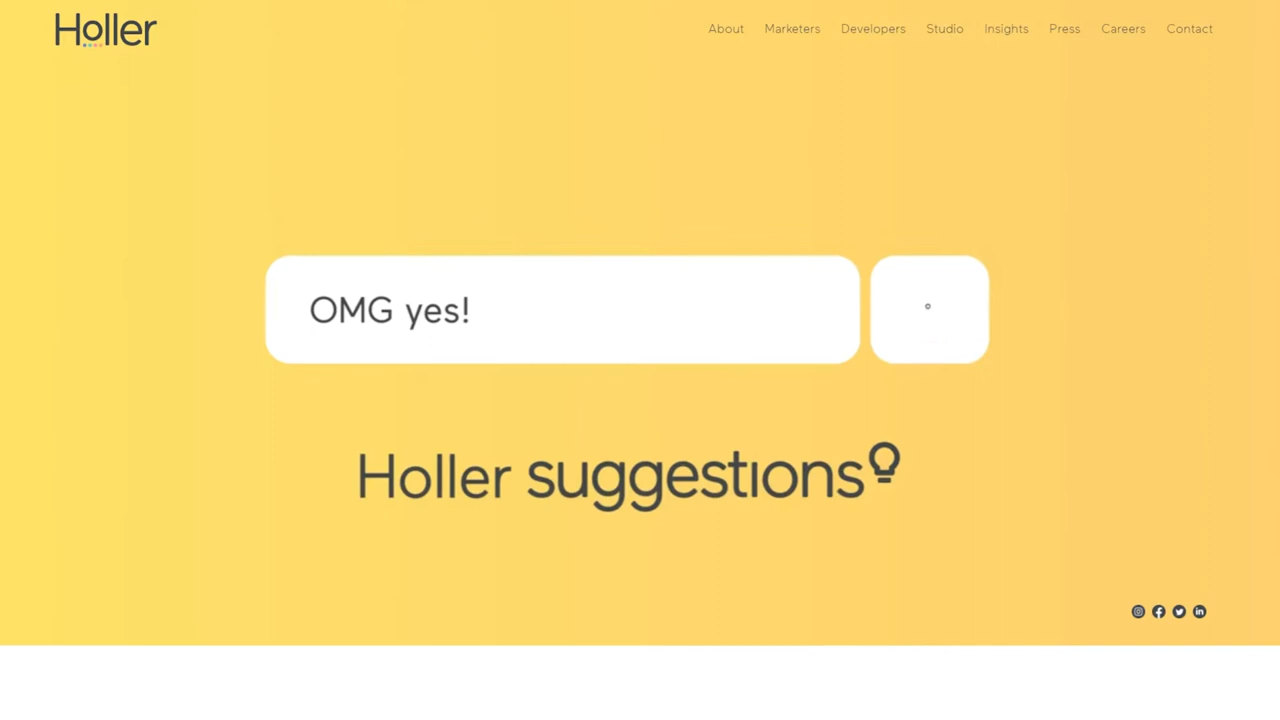 Holler
About Marketers Developers Studio Insights Press Careers Contact
OMG yes!
Holler suggestions